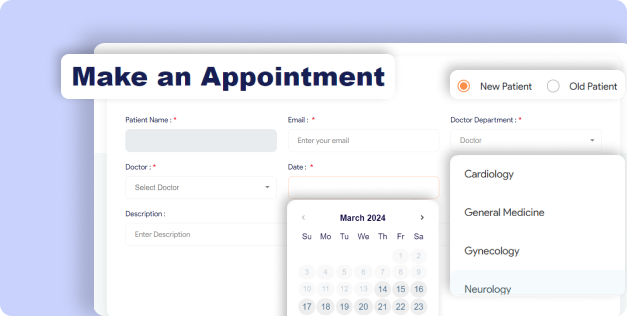 Make an Appointment
New Patient Old Patient
Patient Name : * Email : * Doctor Department : *
Enter your email Doctor
Doctor : * Date : *
Select Doctor
Cardiology
General Medicine
Gynecology
Neurology
Description :
Enter Description
‹ March 2024 ›
Su Mo Tu We Th Fr Sa
1 2
3 4 5 6 7 8 9
10 11 12 13 14 15 16
17 18 19 20 21 22 23